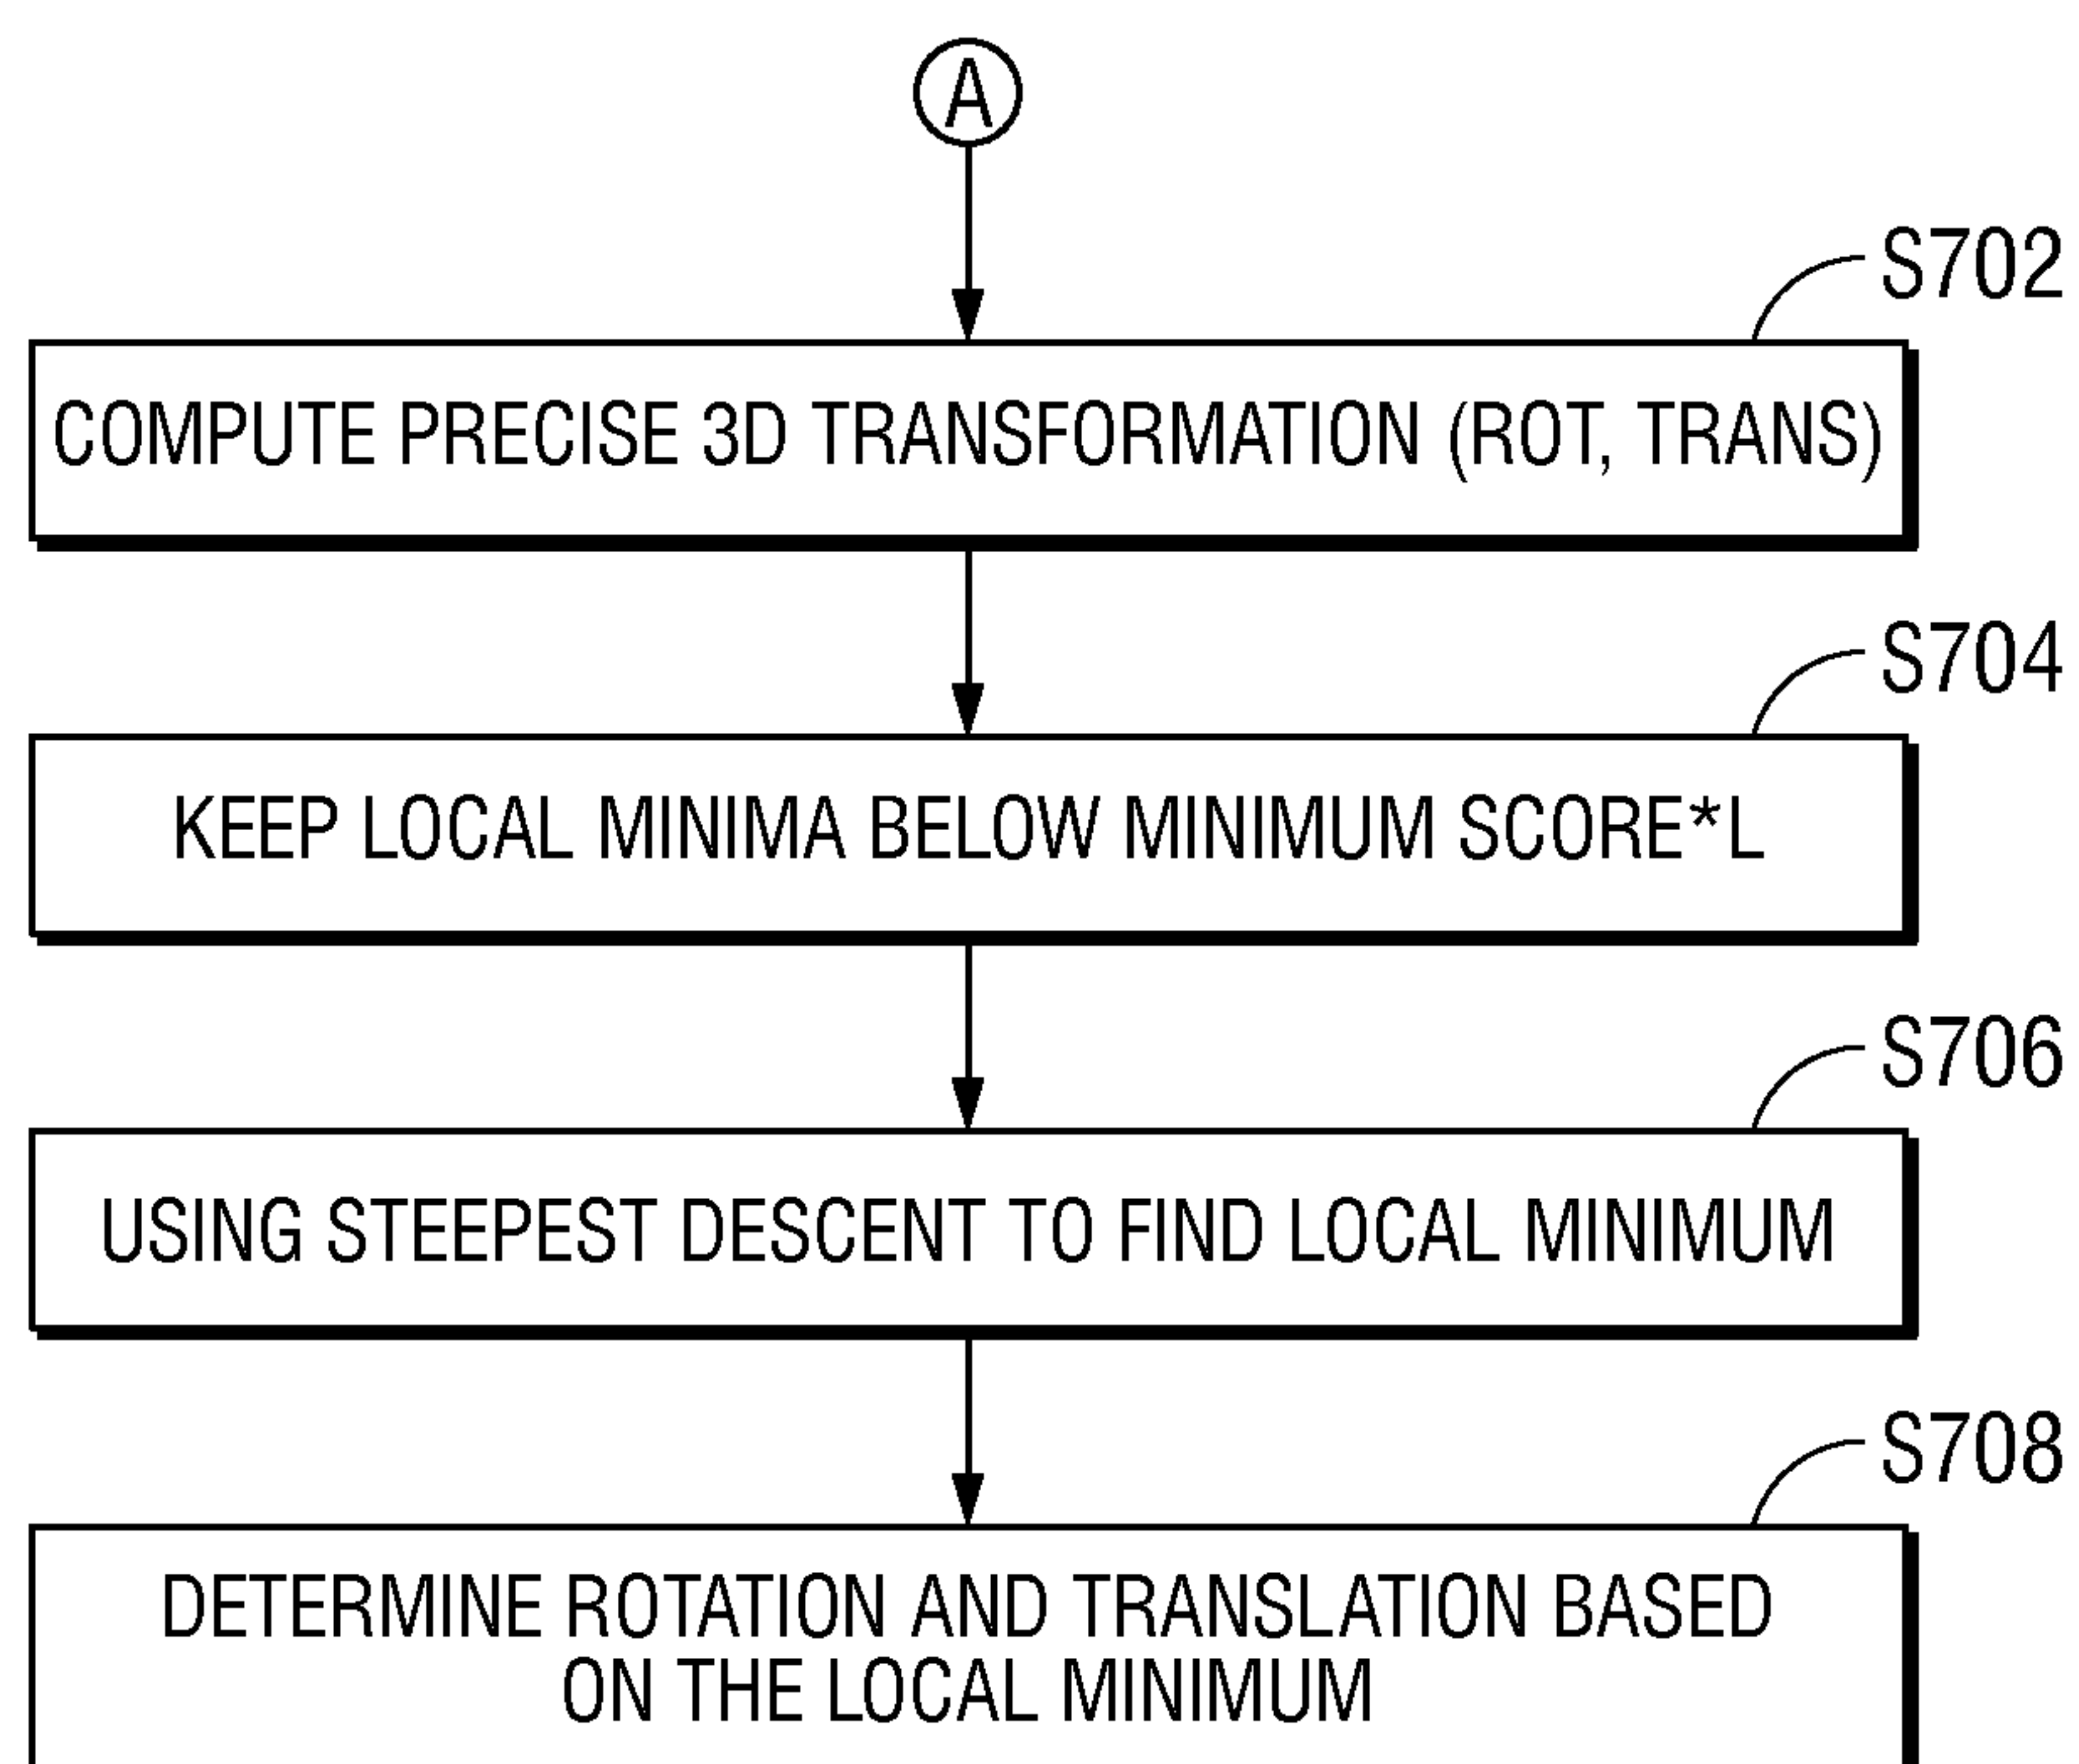 A
S702
COMPUTE PRECISE 3D TRANSFORMATION (ROT, TRANS)
S704
KEEP LOCAL MINIMA BELOW MINIMUM SCORE*L
S706
USING STEEPEST DESCENT TO FIND LOCAL MINIMUM
S708
DETERMINE ROTATION AND TRANSLATION BASED
ON THE LOCAL MINIMUM